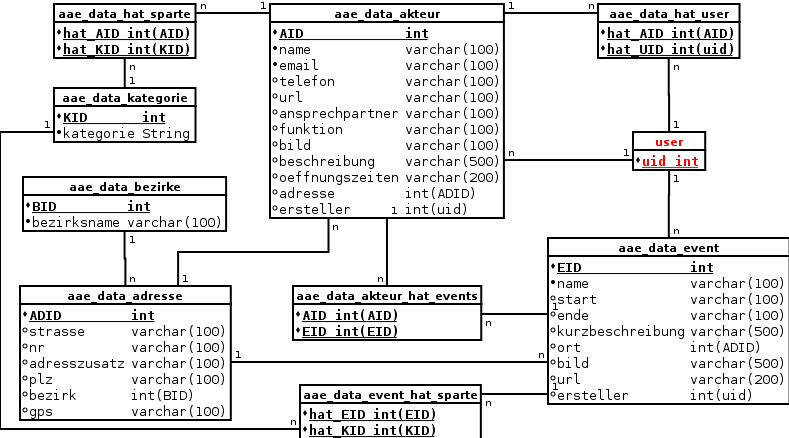 aae_data_hat_sparte
hat_AID int(AID)
hat_KID int(KID)
n
1
aae_data_akteur
AID int
name varchar(100)
email varchar(100)
telefon varchar(100)
url varchar(100)
ansprechpartner varchar(100)
funktion varchar(100)
bild varchar(100)
beschreibung varchar(500)
oeffnungszeiten varchar(200)
adresse int(ADID)
ersteller int(uid)
1
n
aae_data_hat_user
hat_AID int(AID)
hat_UID int(uid)
n
1
aae_data_kategorie
KID int
kategorie String
1
n
1
user
uid int
n
1
1
n
aae_data_bezirke
BID int
bezirksname varchar(100)
1
n
n
1
1
n
aae_data_adresse
ADID int
strasse varchar(100)
nr varchar(100)
adresszusatz varchar(100)
plz varchar(100)
bezirk int(BID)
gps varchar(100)
aae_data_akteur_hat_events
AID int(AID)
EID int(EID)
n
1
aae_data_event
EID int
name varchar(100)
start varchar(100)
ende varchar(100)
kurzbeschreibung varchar(500)
ort int(ADID)
bild varchar(500)
url varchar(200)
ersteller int(uid)
1
n
aae_data_event_hat_sparte
hat_EID int(EID)
hat_KID int(KID)
n
1
n